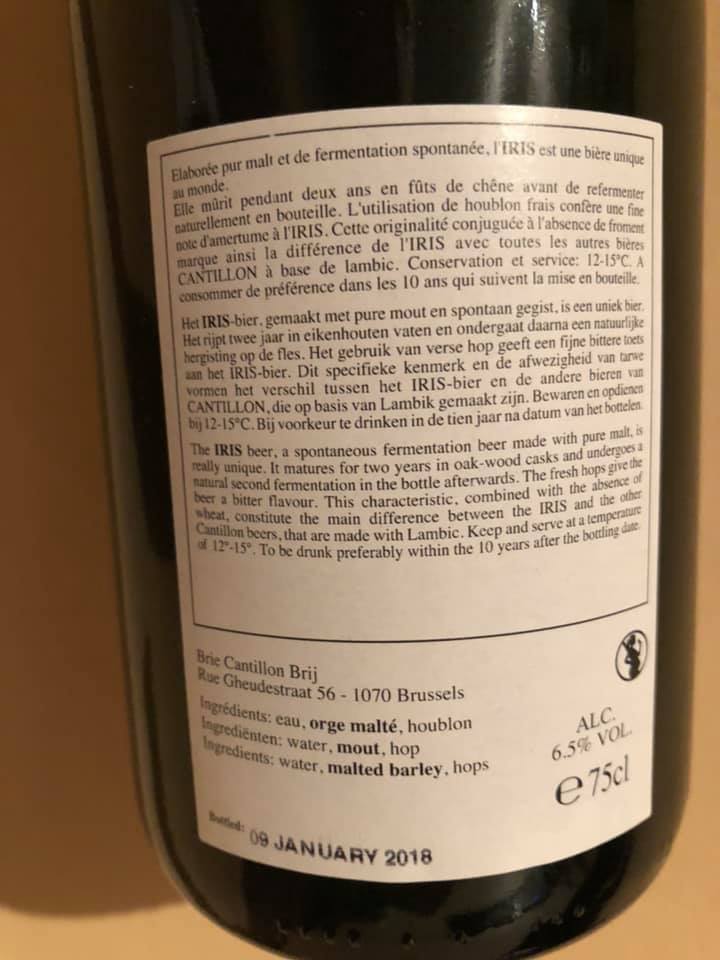 Elaborée pur malt et de fermentation spontanée, l'IRIS est une bière unique
au monde.
Elle mûrit pendant deux ans en fûts de chêne avant de refermenter
naturellement en bouteille. L'utilisation de houblon frais confère une fine
note d'amertume à l'IRIS. Cette originalité conjuguée à l'absence de froment
marque ainsi la différence de l'IRIS avec toutes les autres bières
CANTILLON à base de lambic. Conservation et service: 12-15°C. A
consommer de préférence dans les 10 ans qui suivent la mise en bouteille.
Het IRIS-bier, gemaakt met pure mout en spontaan gegist, is een uniek bier.
Het rijpt twee jaar in eikenhouten vaten en ondergaat daarna een natuurlijke
hergisting op de fles. Het gebruik van verse hop geeft een fijne bittere toets
aan het IRIS-bier. Dit specifieke kenmerk en de afwezigheid van tarwe
vormen het verschil tussen het IRIS-bier en de andere bieren van
CANTILLON, die op basis van Lambik gemaakt zijn. Bewaren en opdienen
bij 12-15°C. Bij voorkeur te drinken in de tien jaar na datum van het bottelen.
The IRIS beer, a spontaneous fermentation beer made with pure malt, is
really unique. It matures for two years in oak-wood casks and undergoes a
natural second fermentation in the bottle afterwards. The fresh hops give the
beer a bitter flavour. This characteristic, combined with the absence of
wheat, constitute the main difference between the IRIS and the other
Cantillon beers, that are made with Lambic. Keep and serve at a temperature
of 12°-15°. To be drunk preferably within the 10 years after the bottling date.
Brie Cantillon Brij
Rue Gheudestraat 56 - 1070 Brussels
Ingrédients: eau, orge malté, houblon
Ingrediënten: water, mout, hop
Ingredients: water, malted barley, hops
ALC.
6.5% VOL.
e 75cl
Bottled: 09 JANUARY 2018